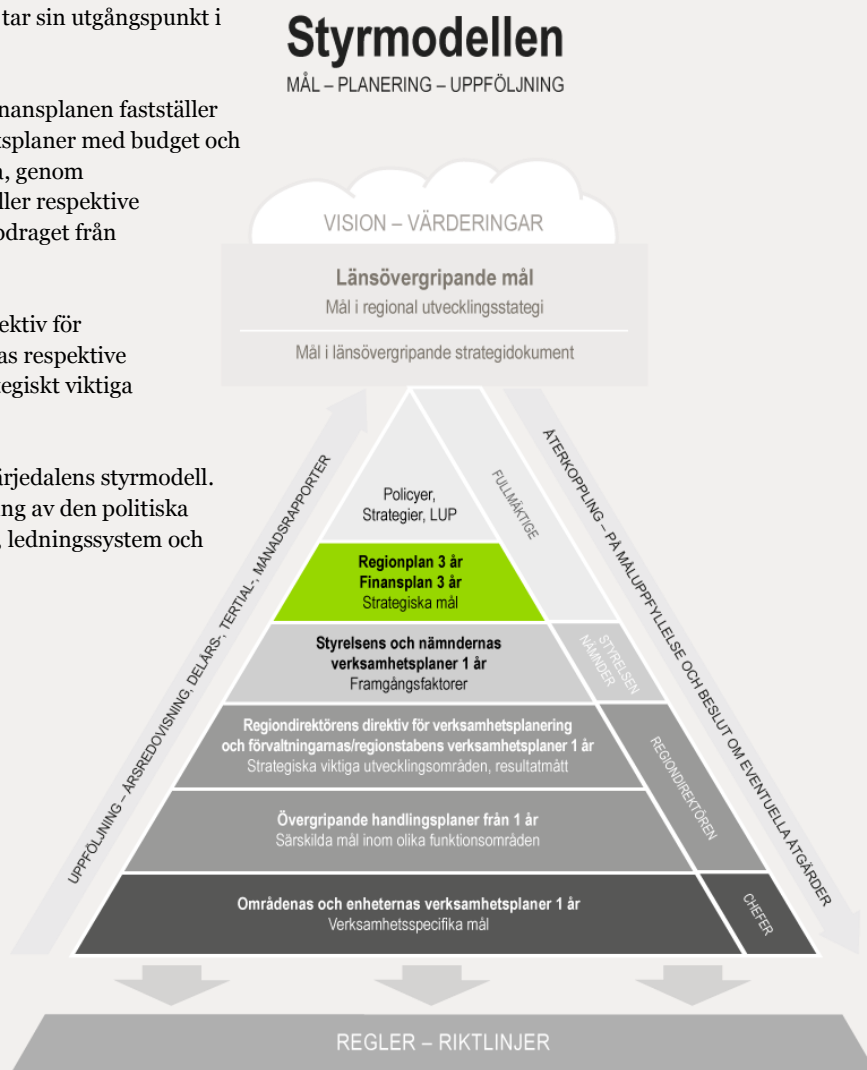 tar sin utgångspunkt i
nansplanen fastställer
tsplaner med budget och
, genom
ller respektive
pdraget från
ektiv för
as respektive
tegiskt viktiga
ärjedalens styrmodell.
ng av den politiska
, ledningssystem och
Styrmodellen
MÅL – PLANERING – UPPFÖLJNING
VISION – VÄRDERINGAR
Länsövergripande mål
Mål i regional utvecklingsstategi
Mål i länsövergripande strategidokument
UPPFÖLJNING – ÅRSREDOVISNING, DELÅRS-, TERTIAL-, MÅNADSRAPPORTER
ÅTERKOPPLING – PÅ MÅLUPPFYLLELSE OCH BESLUT OM EVENTUELLA ÅTGÄRDER
Policyer,
Strategier, LUP
FULLMÄKTIGE
Regionplan 3 år
Finansplan 3 år
Strategiska mål
Styrelsens och nämndernas
verksamhetsplaner 1 år
Framgångsfaktorer
STYRELSEN
NÄMNDER
Regiondirektörens direktiv för verksamhetsplanering
och förvaltningarnas/regionstabens verksamhetsplaner 1 år
Strategiska viktiga utvecklingsområden, resultatmått
REGIONDIREKTÖREN
Övergripande handlingsplaner från 1 år
Särskilda mål inom olika funktionsområden
Områdenas och enheternas verksamhetsplaner 1 år
Verksamhetsspecifika mål
CHEFER
REGLER – RIKTLINJER